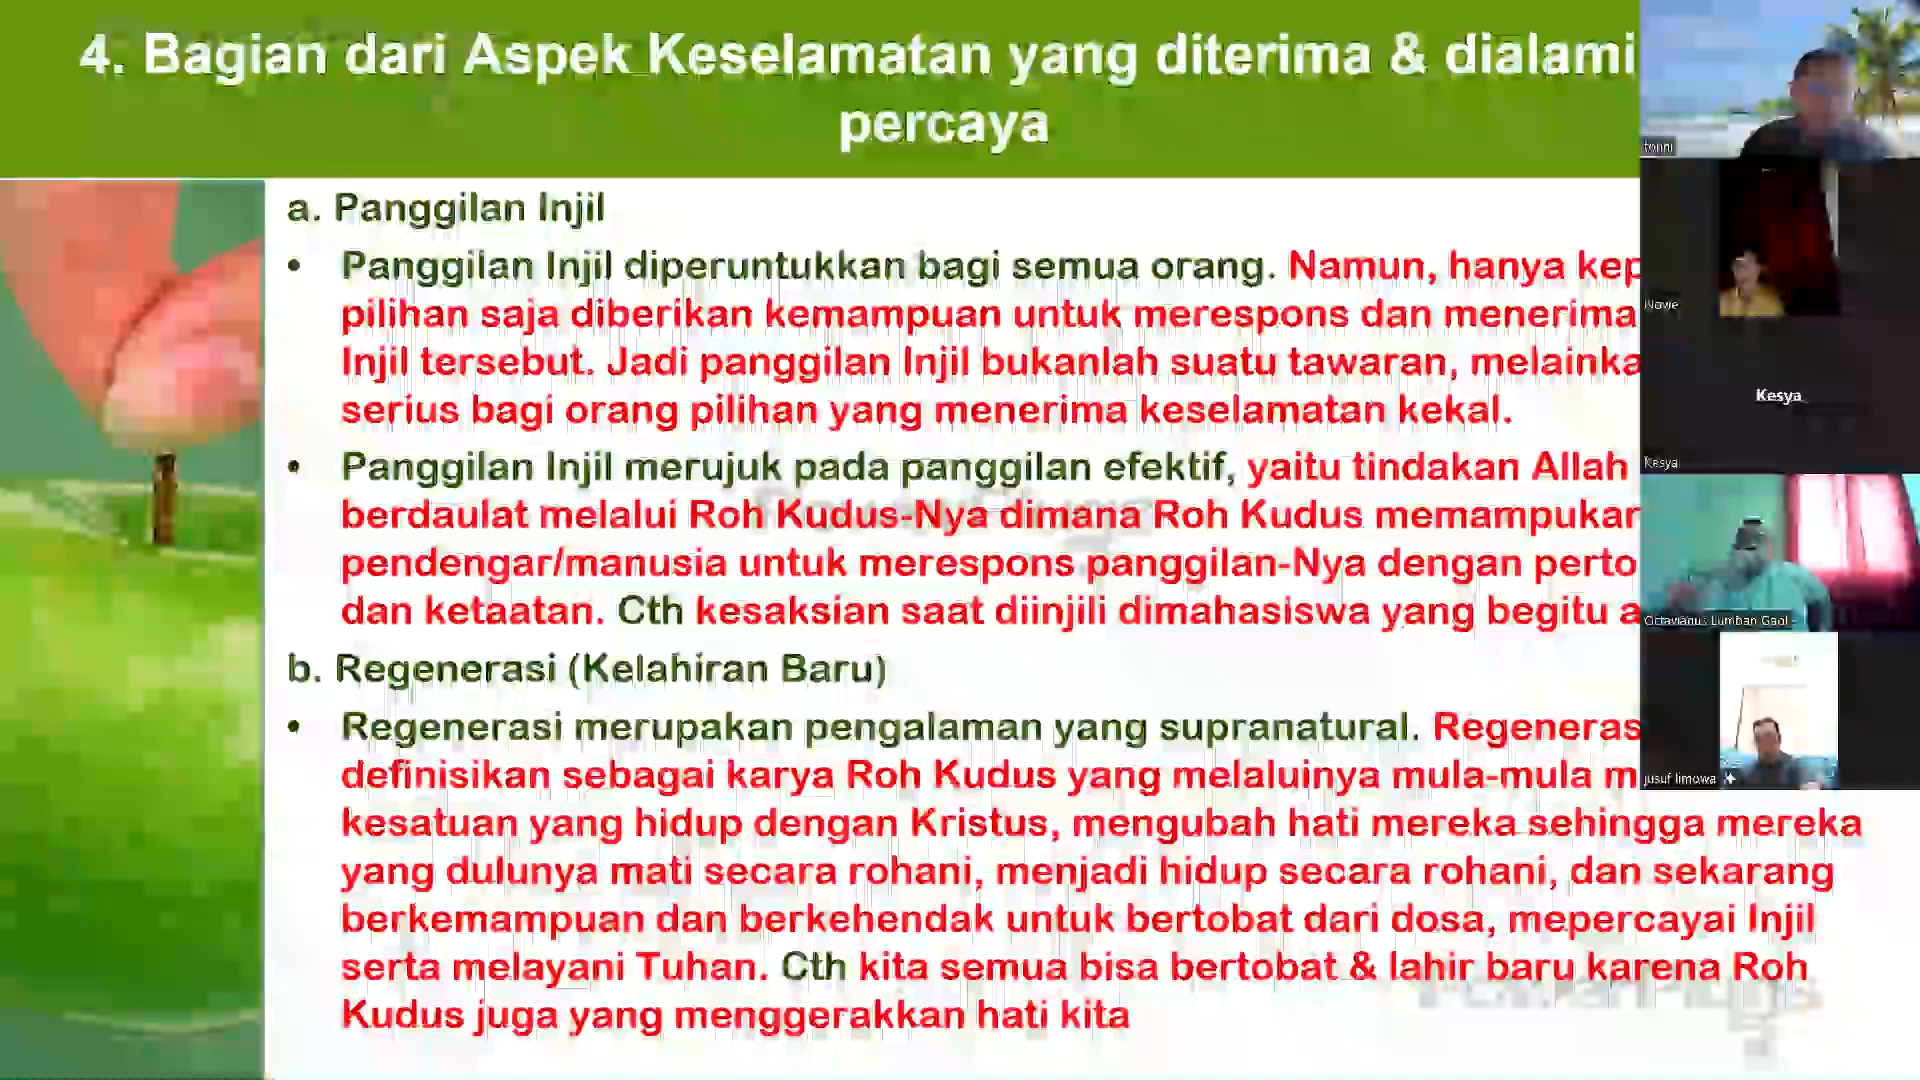 4. Bagian dari Aspek Keselamatan yang diterima & dialami
percaya
a. Panggilan Injil
• Panggilan Injil diperuntukkan bagi semua orang. Namun, hanya kep
pilihan saja diberikan kemampuan untuk merespons dan menerima
Injil tersebut. Jadi panggilan Injil bukanlah suatu tawaran, melainka
serius bagi orang pilihan yang menerima keselamatan kekal.
• Panggilan Injil merujuk pada panggilan efektif, yaitu tindakan Allah
berdaulat melalui Roh Kudus-Nya dimana Roh Kudus memampukan
pendengar/manusia untuk merespons panggilan-Nya dengan perto
dan ketaatan. Cth kesaksian saat diinjili dimahasiswa yang begitu a
b. Regenerasi (Kelahiran Baru)
• Regenerasi merupakan pengalaman yang supranatural. Regeneras
definisikan sebagai karya Roh Kudus yang melaluinya mula-mula m
kesatuan yang hidup dengan Kristus, mengubah hati mereka sehingga mereka
yang dulunya mati secara rohani, menjadi hidup secara rohani, dan sekarang
berkemampuan dan berkehendak untuk bertobat dari dosa, mepercayai Injil
serta melayani Tuhan. Cth kita semua bisa bertobat & lahir baru karena Roh
Kudus juga yang menggerakkan hati kita
tonni
Novie
Kesya
Kesya
Octavianus Lumban Gaol
jusuf limowa